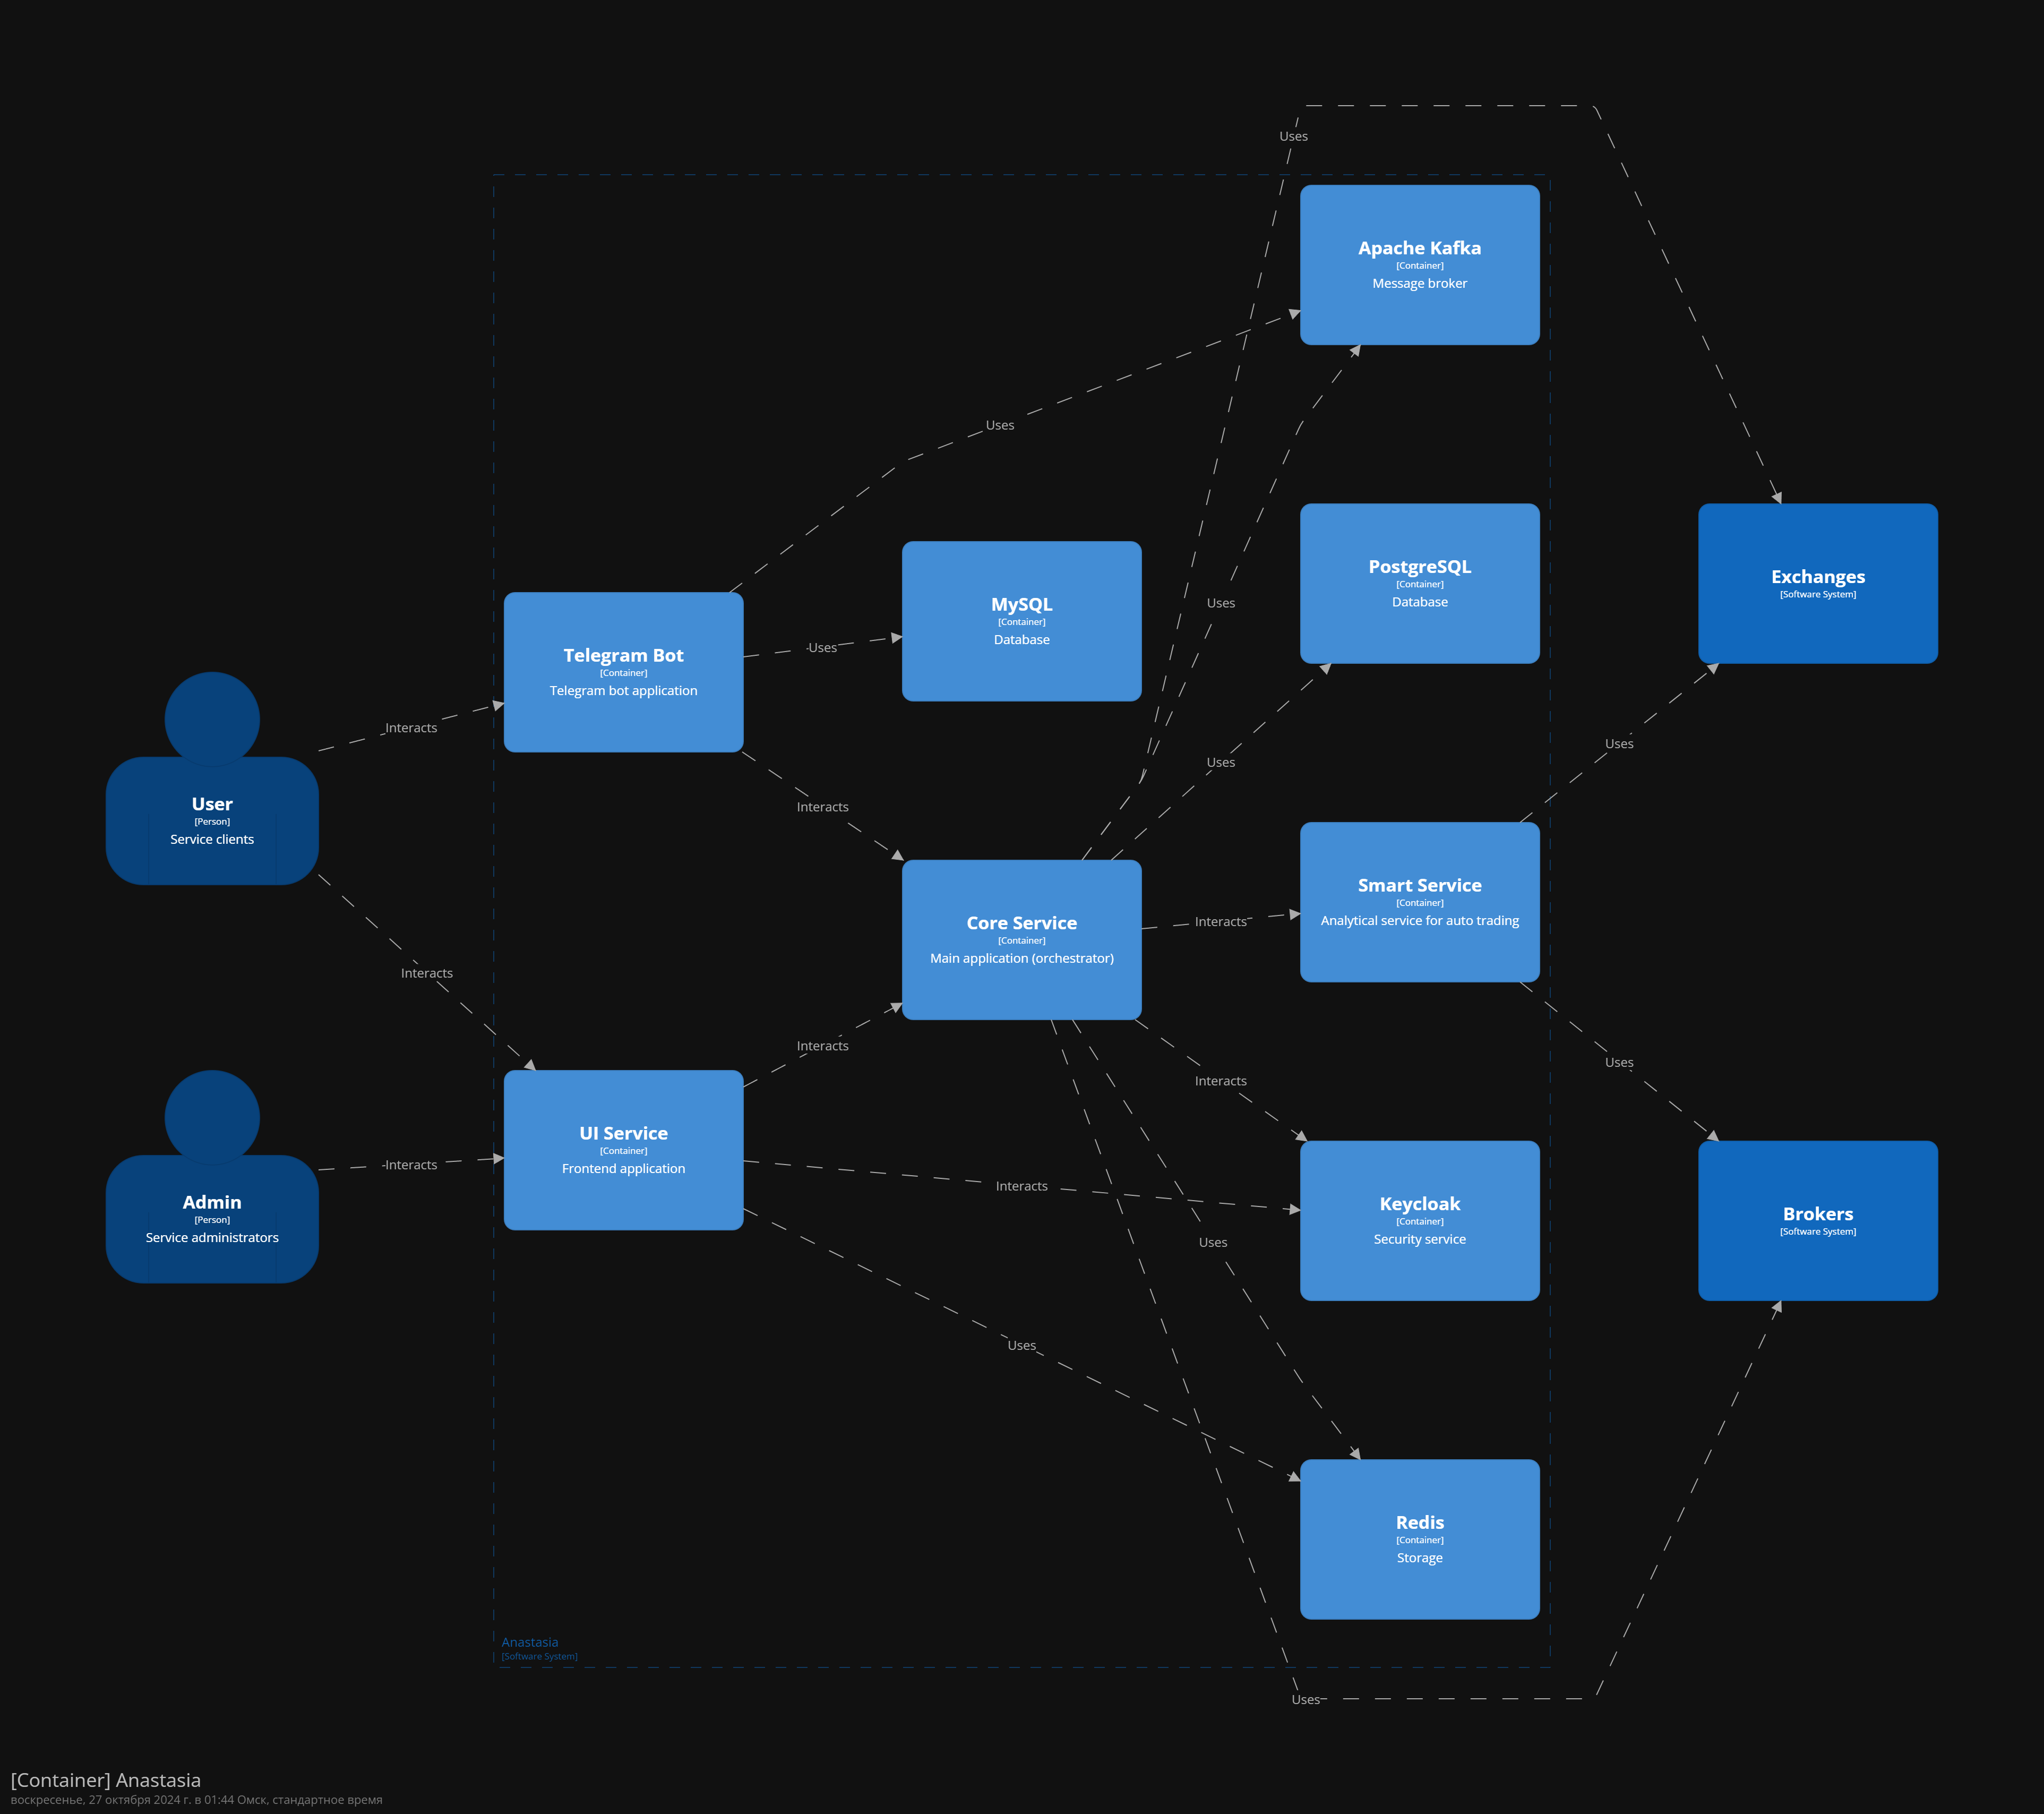 Uses
Apache Kafka
[Container]
Message broker
Uses
Exchanges
[Software System]
PostgreSQL
[Container]
Database
MySQL
[Container]
Database
Uses
Telegram Bot
[Container]
Telegram bot application
Uses
Interacts
Uses
Uses
User
[Person]
Service clients
Interacts
Smart Service
[Container]
Analytical service for auto trading
Core Service
[Container]
Main application (orchestrator)
Interacts
Interacts
Interacts
Uses
Interacts
UI Service
[Container]
Frontend application
Interacts
Interacts
Admin
[Person]
Service administrators
Keycloak
[Container]
Security service
Brokers
[Software System]
Uses
Uses
Redis
[Container]
Storage
Anastasia
[Software System]
Uses
[Container] Anastasia
воскресенье, 27 октября 2024 г. в 01:44 Омск, стандартное время